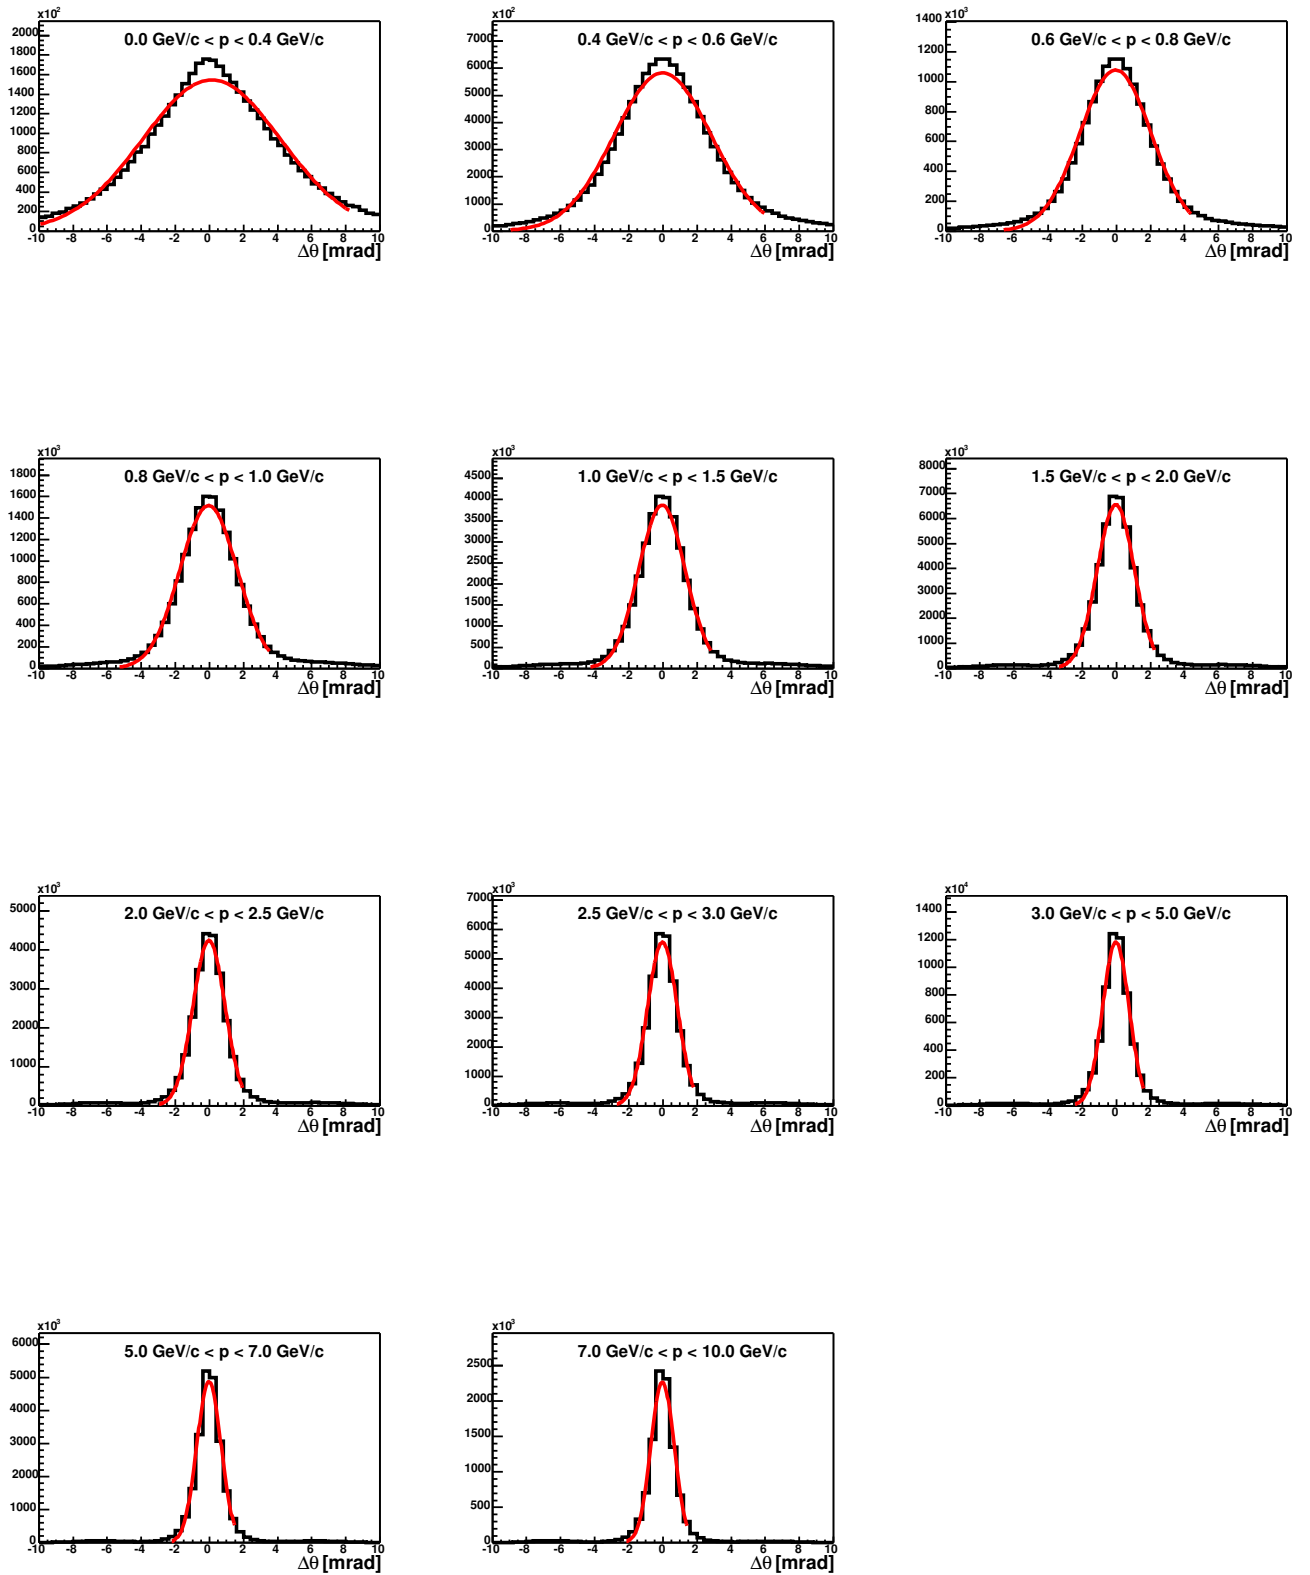 x10²
0.0 GeV/c < p < 0.4 GeV/c
2000
1800
1600
1400
1200
1000
800
600
400
200
0
-10 -8 -6 -4 -2 0 2 4 6 8 10
Δθ [mrad]
x10²
0.4 GeV/c < p < 0.6 GeV/c
7000
6000
5000
4000
3000
2000
1000
0
-10 -8 -6 -4 -2 0 2 4 6 8 10
Δθ [mrad]
x10³
0.6 GeV/c < p < 0.8 GeV/c
1400
1200
1000
800
600
400
200
0
-10 -8 -6 -4 -2 0 2 4 6 8 10
Δθ [mrad]
x10³
0.8 GeV/c < p < 1.0 GeV/c
1800
1600
1400
1200
1000
800
600
400
200
0
-10 -8 -6 -4 -2 0 2 4 6 8 10
Δθ [mrad]
x10³
1.0 GeV/c < p < 1.5 GeV/c
4500
4000
3500
3000
2500
2000
1500
1000
500
0
-10 -8 -6 -4 -2 0 2 4 6 8 10
Δθ [mrad]
x10³
1.5 GeV/c < p < 2.0 GeV/c
8000
7000
6000
5000
4000
3000
2000
1000
0
-10 -8 -6 -4 -2 0 2 4 6 8 10
Δθ [mrad]
x10³
2.0 GeV/c < p < 2.5 GeV/c
5000
4000
3000
2000
1000
0
-10 -8 -6 -4 -2 0 2 4 6 8 10
Δθ [mrad]
x10³
2.5 GeV/c < p < 3.0 GeV/c
7000
6000
5000
4000
3000
2000
1000
0
-10 -8 -6 -4 -2 0 2 4 6 8 10
Δθ [mrad]
x10⁴
3.0 GeV/c < p < 5.0 GeV/c
1400
1200
1000
800
600
400
200
0
-10 -8 -6 -4 -2 0 2 4 6 8 10
Δθ [mrad]
x10³
5.0 GeV/c < p < 7.0 GeV/c
6000
5000
4000
3000
2000
1000
0
-10 -8 -6 -4 -2 0 2 4 6 8 10
Δθ [mrad]
x10³
7.0 GeV/c < p < 10.0 GeV/c
2500
2000
1500
1000
500
0
-10 -8 -6 -4 -2 0 2 4 6 8 10
Δθ [mrad]